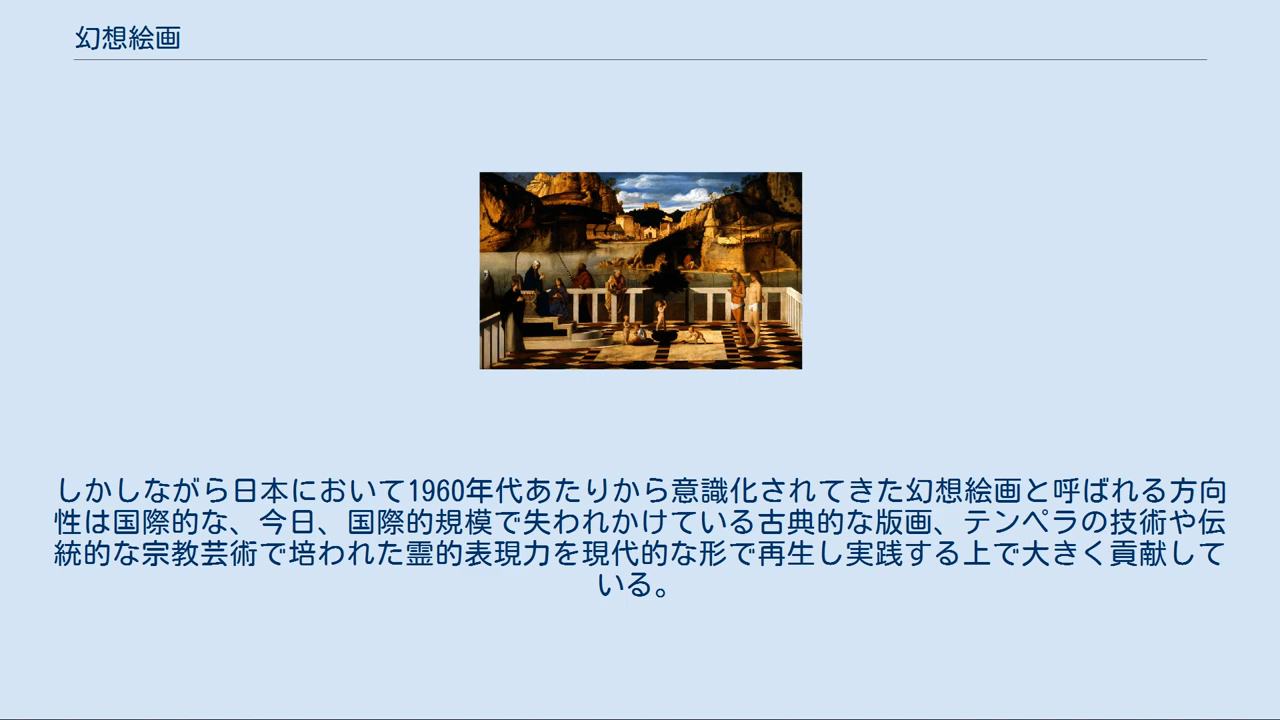 幻想絵画
しかしながら日本において1960年代あたりから意識化されてきた幻想絵画と呼ばれる方向
性は国際的な、今日、国際的規模で失われかけている古典的な版画、テンペラの技術や伝
統的な宗教芸術で培われた霊的表現力を現代的な形で再生し実践する上で大きく貢献して
いる。